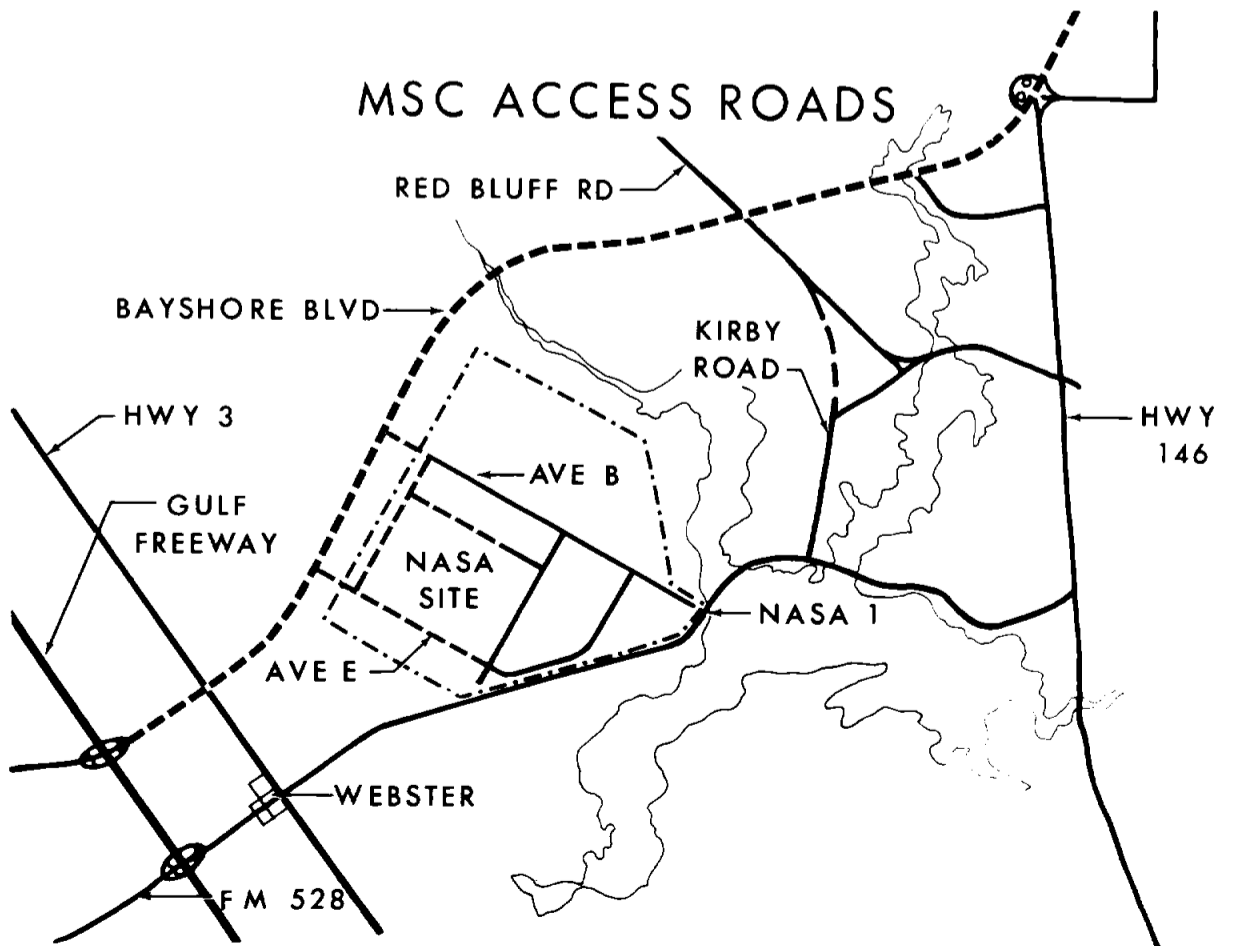 MSC ACCESS ROADS
RED BLUFF RD
BAYSHORE BLVD
KIRBY
ROAD
HWY 3
HWY
146
AVE B
GULF
FREEWAY
NASA
SITE
NASA 1
AVE E
WEBSTER
FM 528